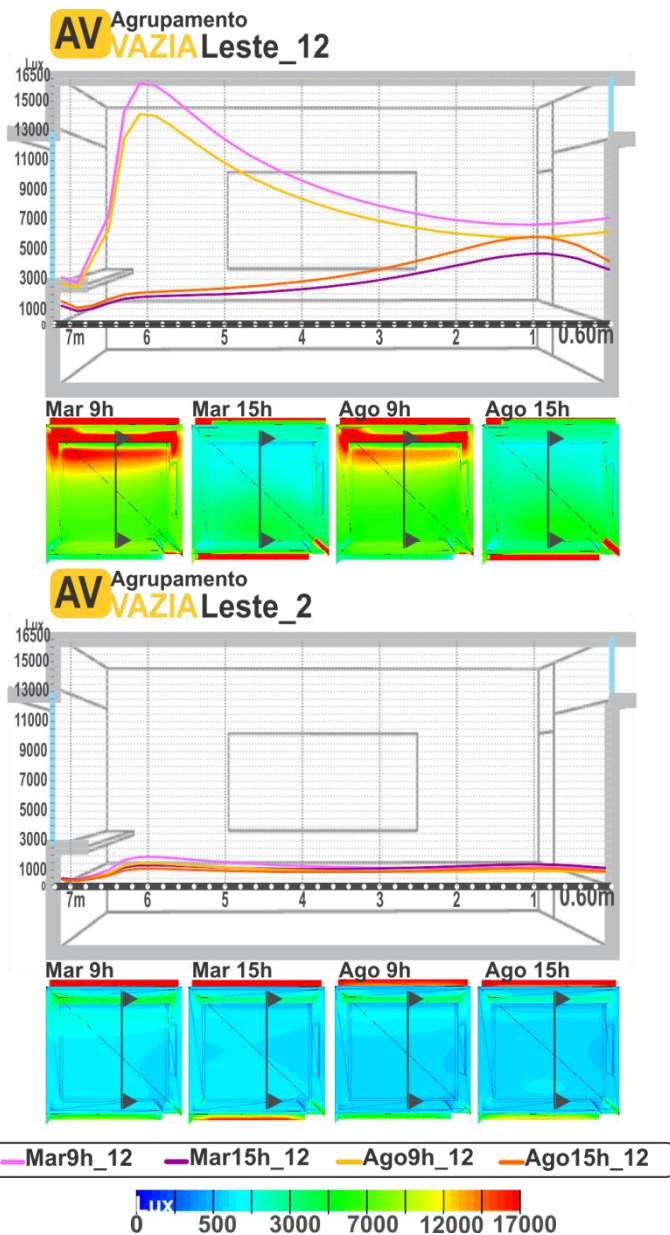 AV Agrupamento
VAZIA Leste_12
Lux
16500
15000
13000
11000
9000
7000
5000
3000
1000
0
7m 6 5 4 3 2 1 0.60m
Mar 9h Mar 15h Ago 9h Ago 15h
AV Agrupamento
VAZIA Leste_2
Lux
16500
15000
13000
11000
9000
7000
5000
3000
1000
0
7m 6 5 4 3 2 1 0.60m
Mar 9h Mar 15h Ago 9h Ago 15h
Mar9h_12 Mar15h_12 Ago9h_12 Ago15h_12
Lux
0 500 3000 7000 12000 17000